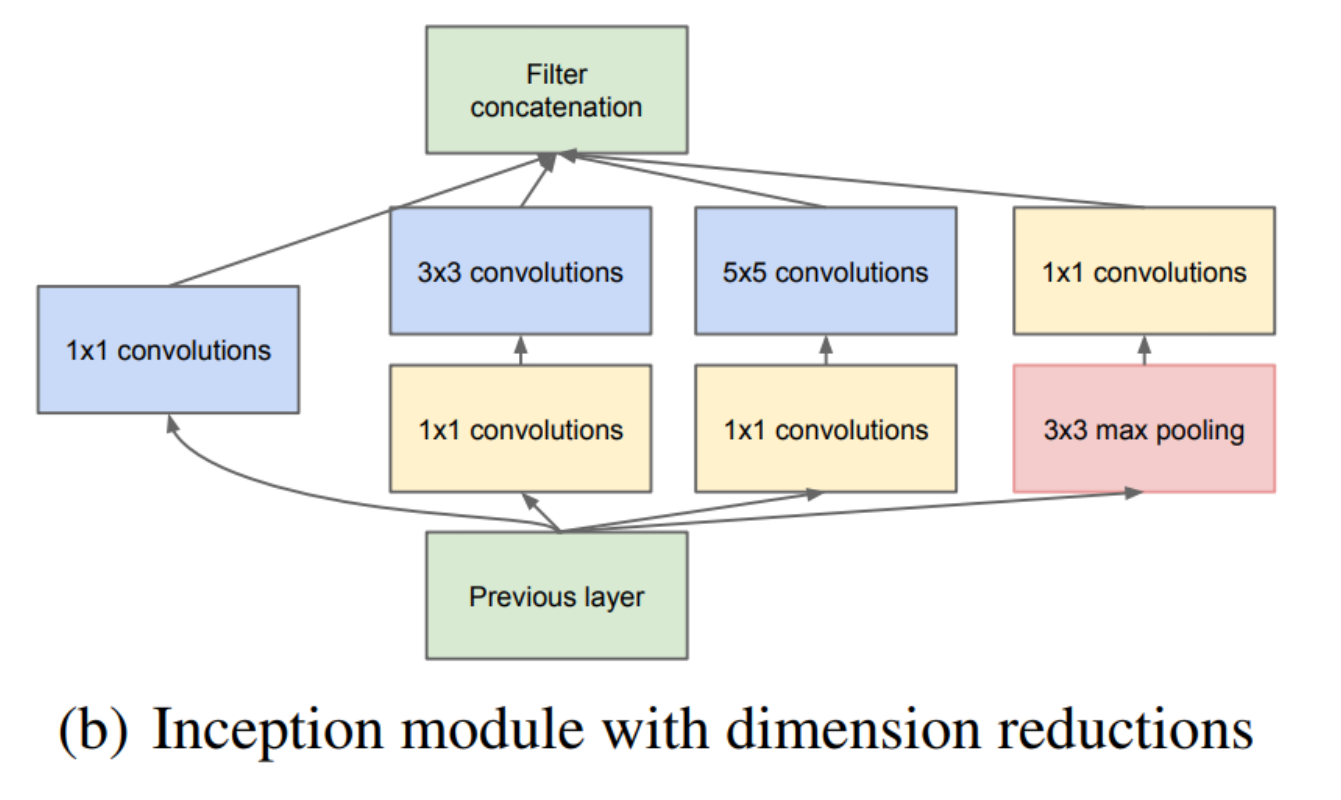 Filter
concatenation
3x3 convolutions
5x5 convolutions
1x1 convolutions
1x1 convolutions
1x1 convolutions
1x1 convolutions
3x3 max pooling
Previous layer
(b) Inception module with dimension reductions